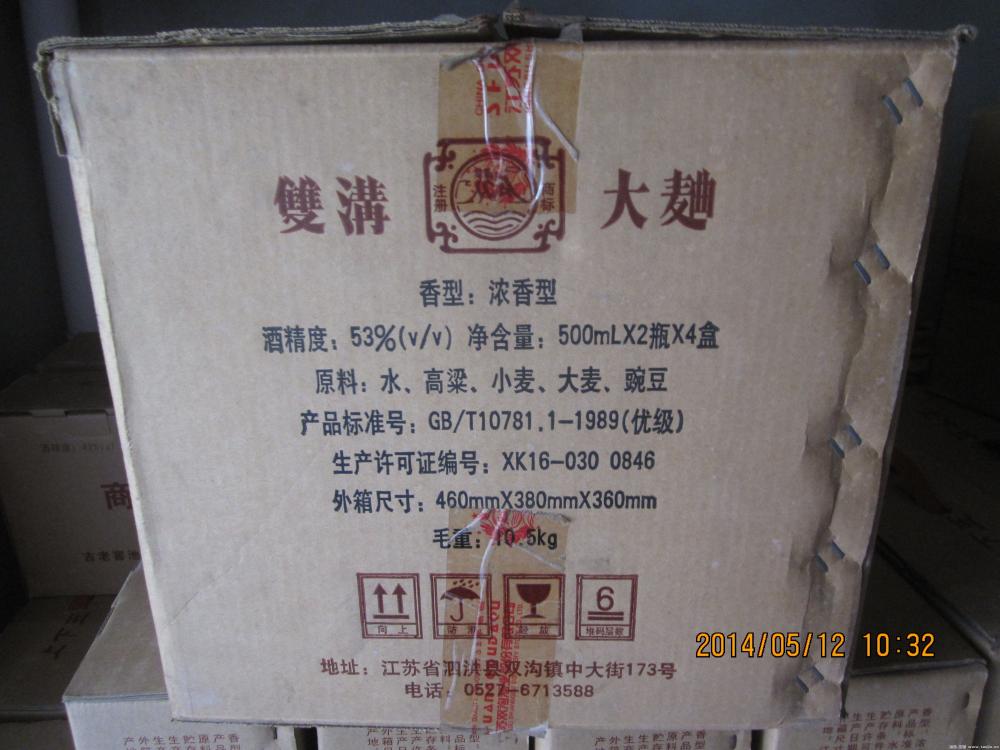 雙溝 大麯
注册 商标
香型：浓香型
酒精度：53%(v/v) 净含量：500mLX2瓶X4盒
原料：水、高粱、小麦、大麦、豌豆
产品标准号：GB/T10781.1-1989(优级)
生产许可证编号：XK16-030 0846
外箱尺寸：460mmX380mmX360mm
毛重：10.5kg
6
向上
堆码层数
2014/05/12 10:32
地址：江苏省泗洪县双沟镇中大街173号
电话：0527-6713588